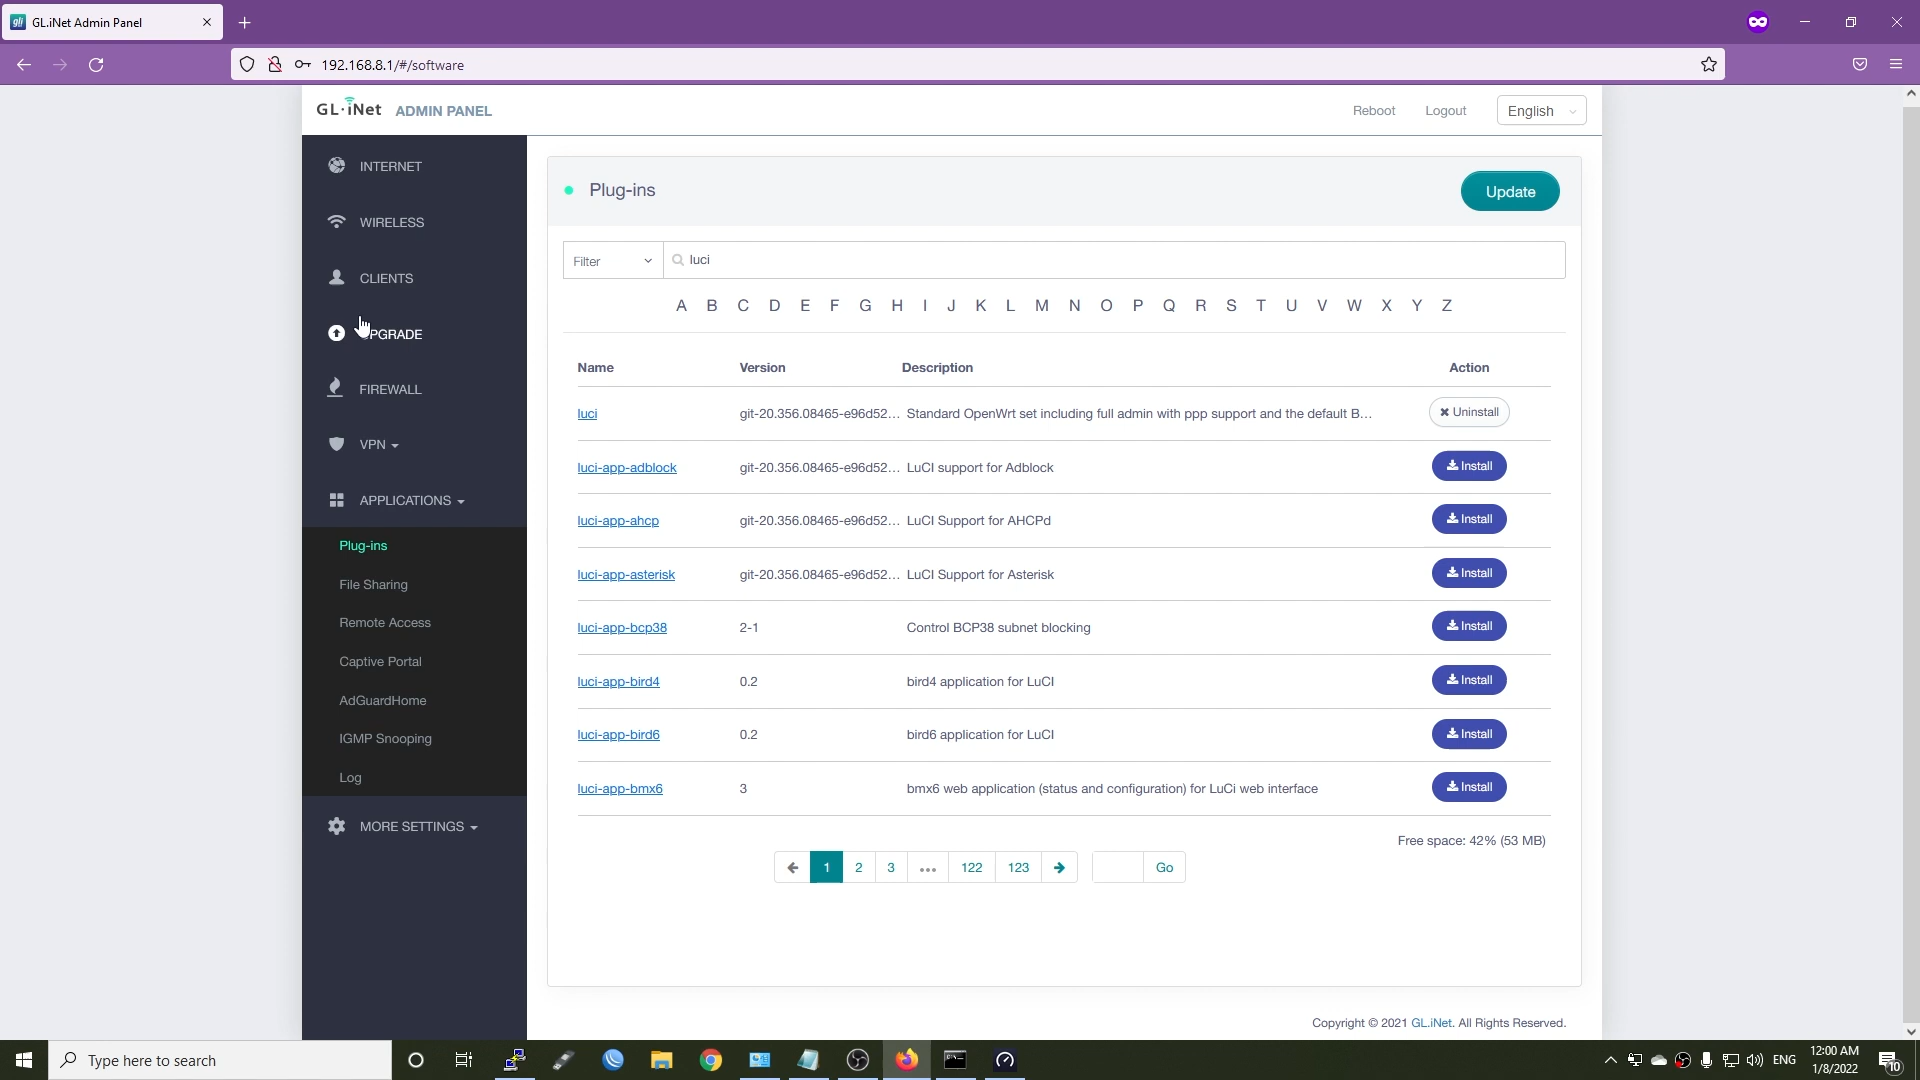 GL.iNet Admin Panel
192.168.8.1/#/software
GL·iNet ADMIN PANEL
Reboot
Logout
English
INTERNET
WIRELESS
CLIENTS
FIREWALL
VPN
APPLICATIONS
Plug-ins
File Sharing
Remote Access
Captive Portal
AdGuardHome
IGMP Snooping
Log
MORE SETTINGS
Plug-ins
Update
Filter
luci
A B C D E F G H I J K L M N O P Q R S T U V W X Y Z
Name Version Description Action
luci git-20.356.08465-e96d52... Standard OpenWrt set including full admin with ppp support and the default B... Uninstall
luci-app-adblock git-20.356.08465-e96d52... LuCI support for Adblock Install
luci-app-ahcp git-20.356.08465-e96d52... LuCI Support for AHCPd Install
luci-app-asterisk git-20.356.08465-e96d52... LuCI Support for Asterisk Install
luci-app-bcp38 2-1 Control BCP38 subnet blocking Install
luci-app-bird4 0.2 bird4 application for LuCI Install
luci-app-bird6 0.2 bird6 application for LuCI Install
luci-app-bmx6 3 bmx6 web application (status and configuration) for LuCi web interface Install
Free space: 42% (53 MB)
1 2 3 ... 122 123 Go
Copyright © 2021 GL.iNet. All Rights Reserved.
Type here to search
ENG
12:00 AM
1/8/2022
10